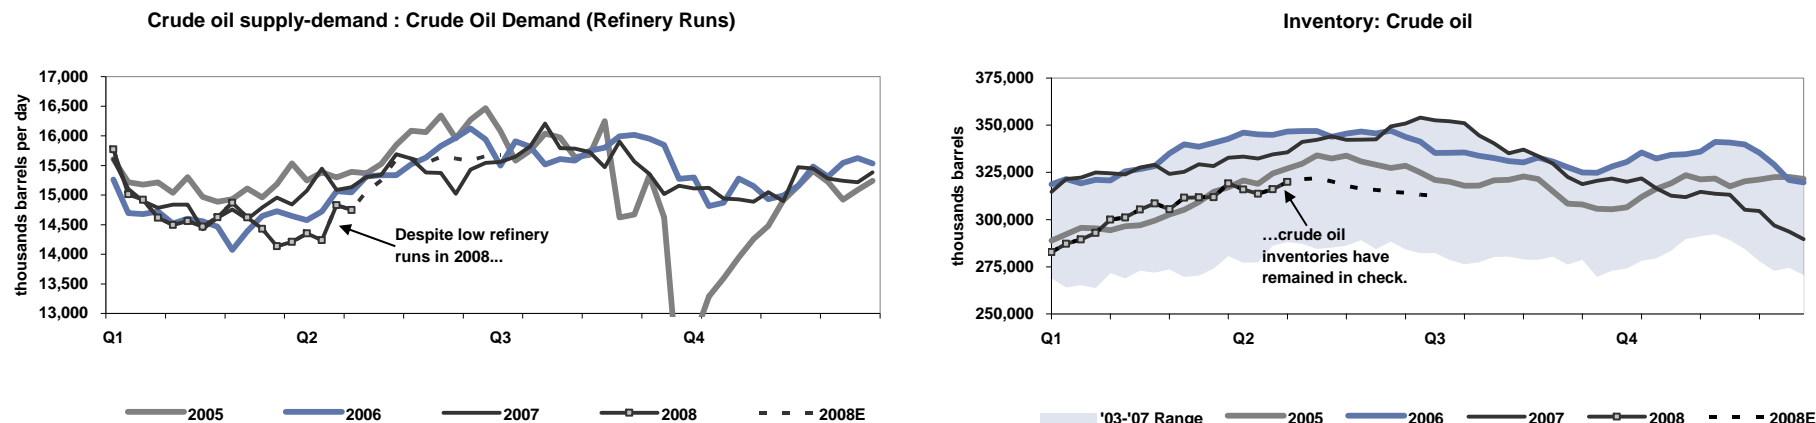 Crude oil supply-demand : Crude Oil Demand (Refinery Runs)
thousands barrels per day
17,000
16,500
16,000
15,500
15,000
14,500
14,000
13,500
13,000
Despite low refinery
runs in 2008...
Q1 Q2 Q3 Q4
2005 2006 2007 2008 2008E
Inventory: Crude oil
thousands barrels
375,000
350,000
325,000
300,000
275,000
250,000
...crude oil
inventories have
remained in check.
Q1 Q2 Q3 Q4
'03-'07 Range 2005 2006 2007 2008 2008E